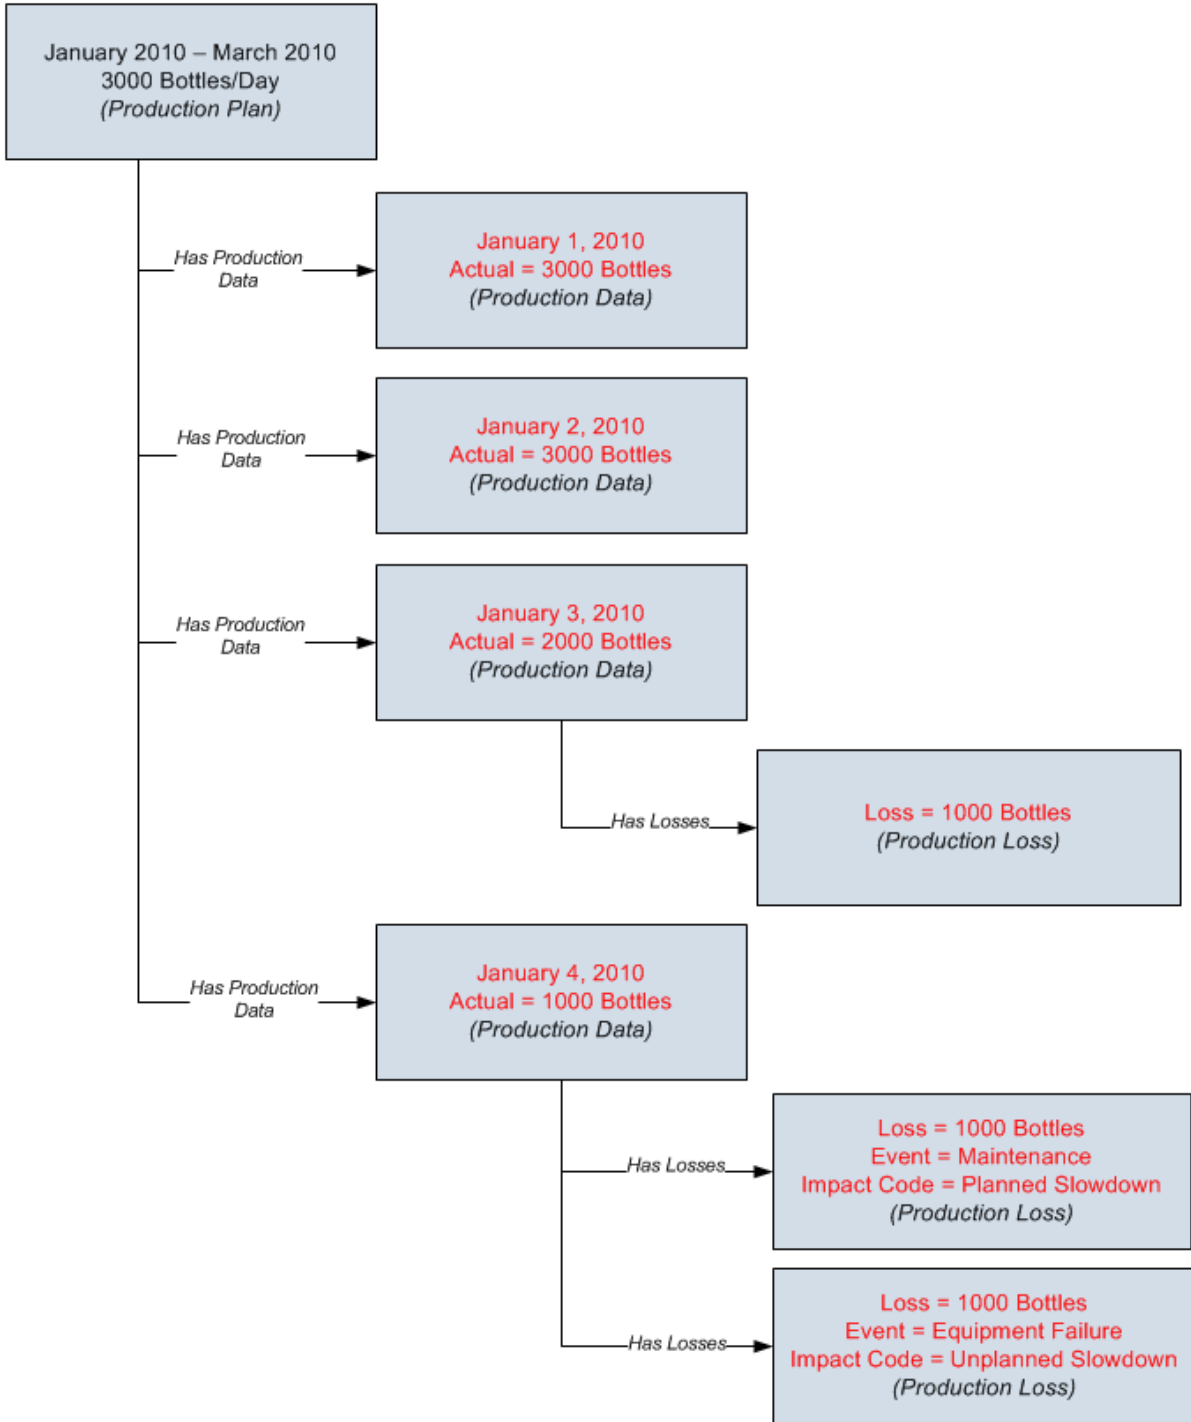 January 2010 – March 2010
3000 Bottles/Day
(Production Plan)
Has Production
Data
January 1, 2010
Actual = 3000 Bottles
(Production Data)
Has Production
Data
January 2, 2010
Actual = 3000 Bottles
(Production Data)
Has Production
Data
January 3, 2010
Actual = 2000 Bottles
(Production Data)
Has Losses
Loss = 1000 Bottles
(Production Loss)
Has Production
Data
January 4, 2010
Actual = 1000 Bottles
(Production Data)
Has Losses
Loss = 1000 Bottles
Event = Maintenance
Impact Code = Planned Slowdown
(Production Loss)
Has Losses
Loss = 1000 Bottles
Event = Equipment Failure
Impact Code = Unplanned Slowdown
(Production Loss)